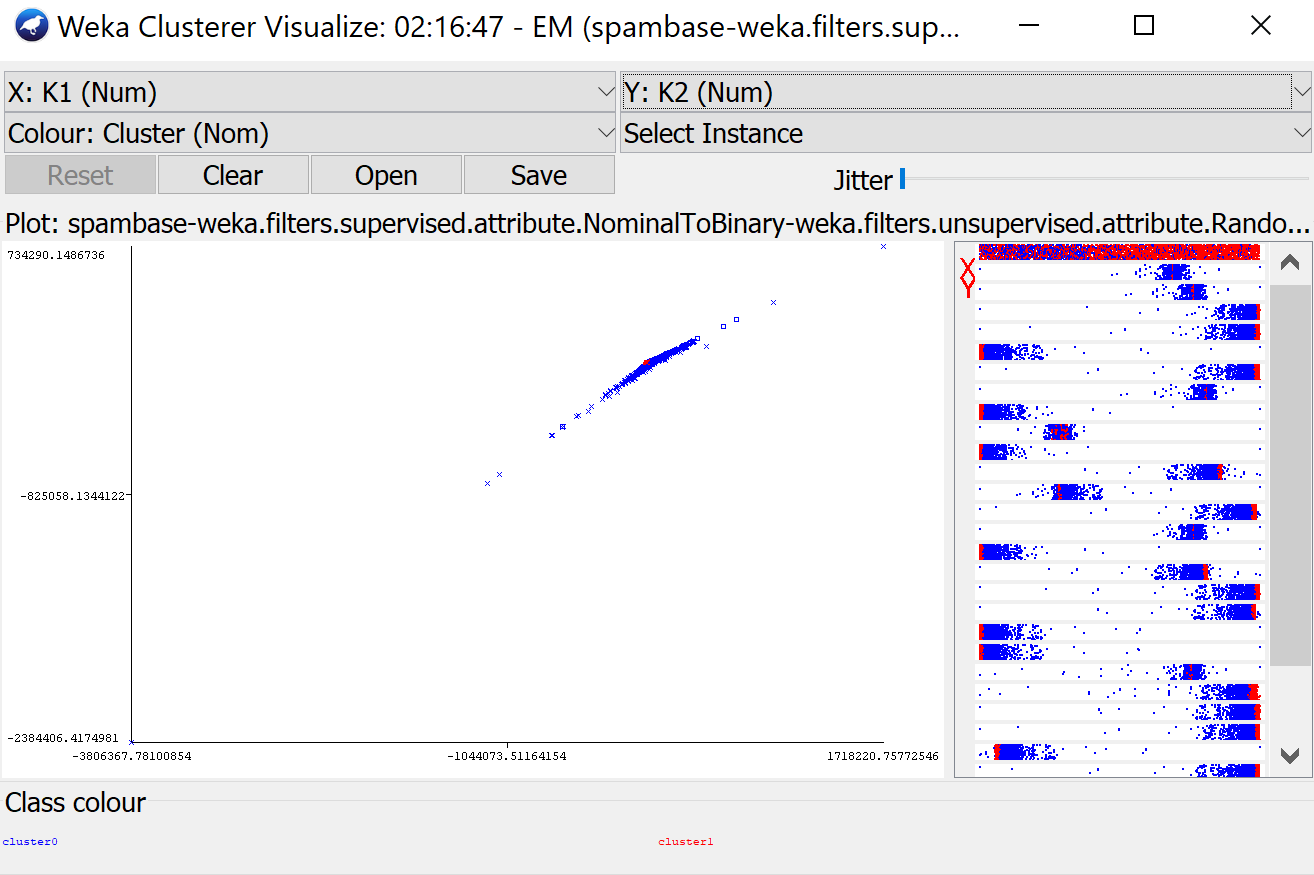 Weka Clusterer Visualize: 02:16:47 - EM (spambase-weka.filters.sup...
X: K1 (Num) Y: K2 (Num)
Colour: Cluster (Nom) Select Instance
Reset Clear Open Save Jitter
Plot: spambase-weka.filters.supervised.attribute.NominalToBinary-weka.filters.unsupervised.attribute.Rando...
734290.1486736
-825058.1344122
-2384406.4174981
-3806367.78100854 -1044073.51164154 1718220.75772546
X
Y
Class colour
cluster0 cluster1